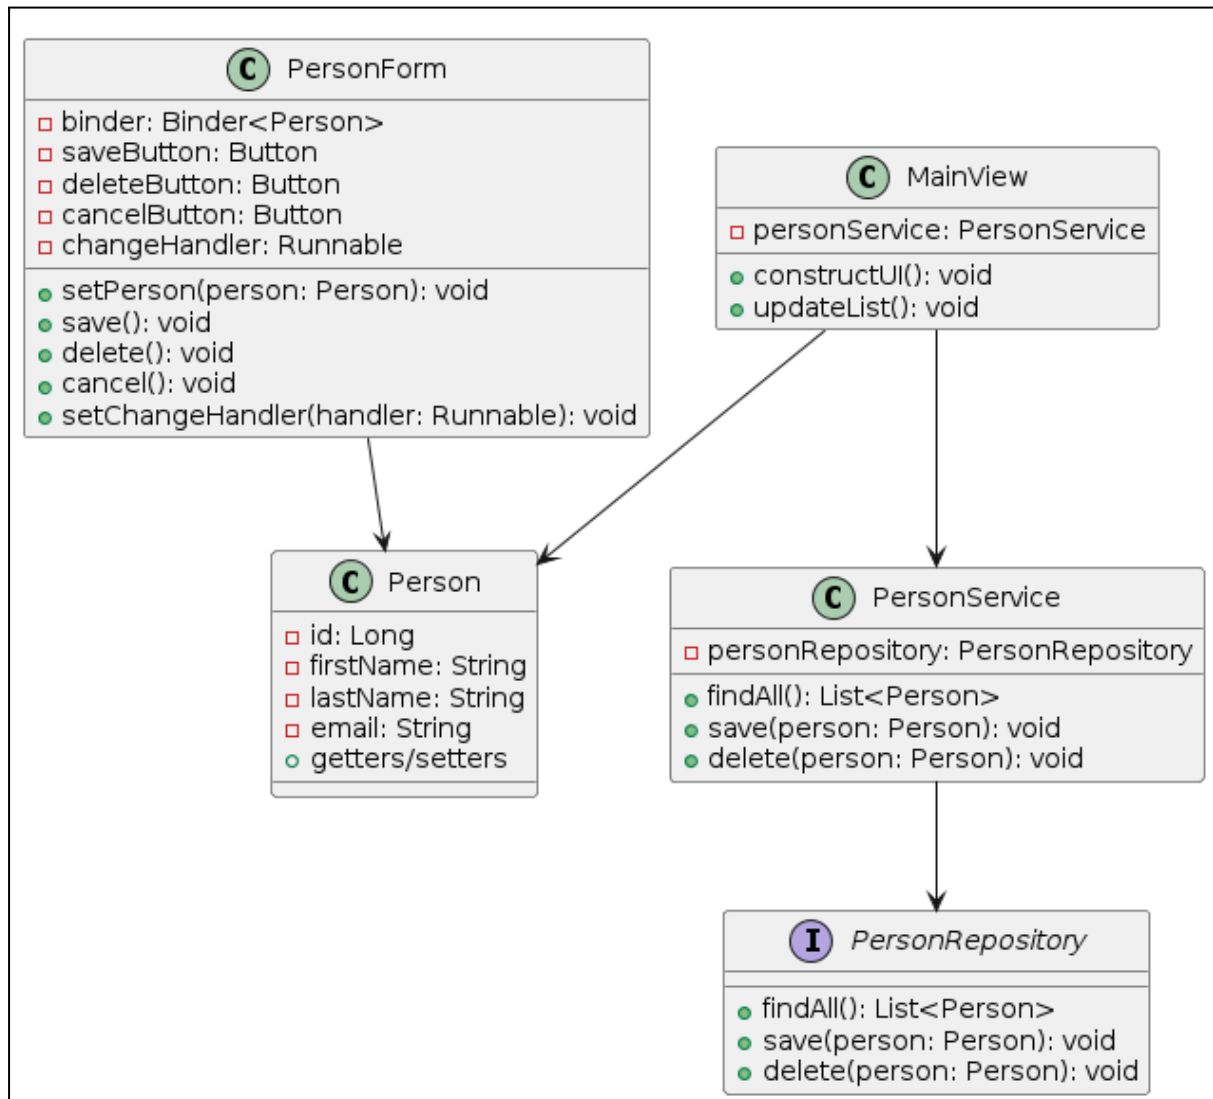 C PersonForm
binder: Binder<Person>
saveButton: Button
deleteButton: Button
cancelButton: Button
changeHandler: Runnable
setPerson(person: Person): void
save(): void
delete(): void
cancel(): void
setChangeHandler(handler: Runnable): void
C MainView
personService: PersonService
constructUI(): void
updateList(): void
C Person
id: Long
firstName: String
lastName: String
email: String
getters/setters
C PersonService
personRepository: PersonRepository
findAll(): List<Person>
save(person: Person): void
delete(person: Person): void
I PersonRepository
findAll(): List<Person>
save(person: Person): void
delete(person: Person): void